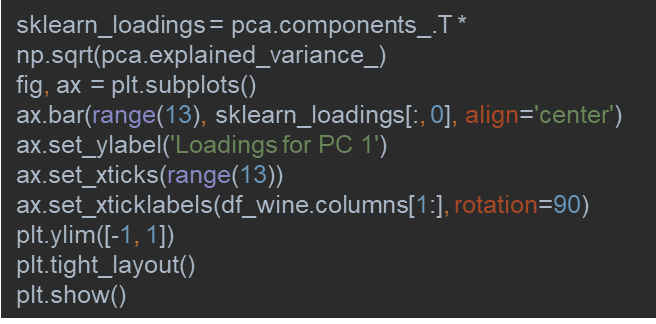 sklearn_loadings = pca.components_.T *
np.sqrt(pca.explained_variance_)
fig, ax = plt.subplots()
ax.bar(range(13), sklearn_loadings[:, 0], align='center')
ax.set_ylabel('Loadings for PC 1')
ax.set_xticks(range(13))
ax.set_xticklabels(df_wine.columns[1:], rotation=90)
plt.ylim([-1, 1])
plt.tight_layout()
plt.show()